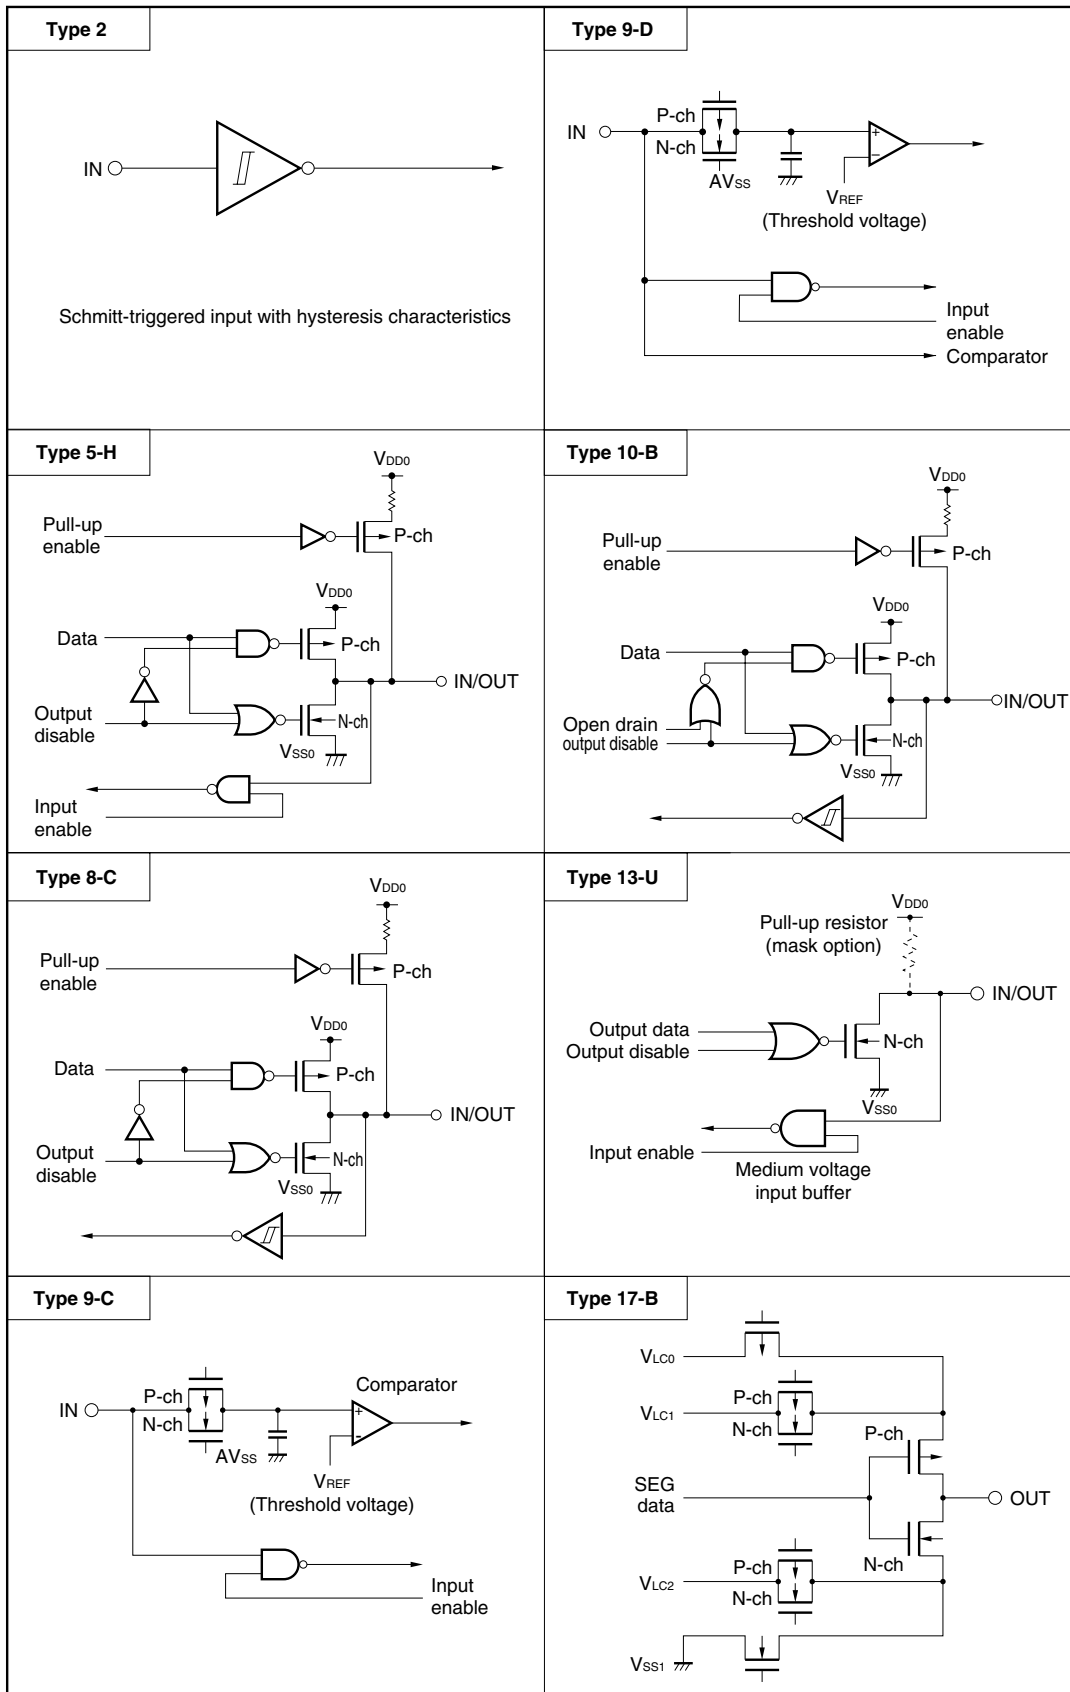 Type 2
IN
Schmitt-triggered input with hysteresis characteristics
Type 9-D
P-ch
IN
N-ch
AVSS
+
-
VREF
(Threshold voltage)
Input
enable
Comparator
Type 5-H
VDD0
Pull-up
enable
P-ch
VDD0
Data
P-ch
IN/OUT
Output
disable
N-ch
VSS0
Input
enable
Type 10-B
VDD0
Pull-up
enable
P-ch
VDD0
Data
P-ch
IN/OUT
Open drain
output disable
N-ch
VSS0
Type 8-C
VDD0
Pull-up
enable
P-ch
VDD0
Data
P-ch
IN/OUT
Output
disable
N-ch
VSS0
Type 13-U
VDD0
Pull-up resistor
(mask option)
IN/OUT
Output data
Output disable
N-ch
VSS0
Input enable
Medium voltage
input buffer
Type 9-C
Comparator
P-ch
IN
N-ch
AVSS
+
-
VREF
(Threshold voltage)
Input
enable
Type 17-B
VLC0
P-ch
VLC1
N-ch
P-ch
SEG
data
OUT
N-ch
P-ch
VLC2
N-ch
VSS1